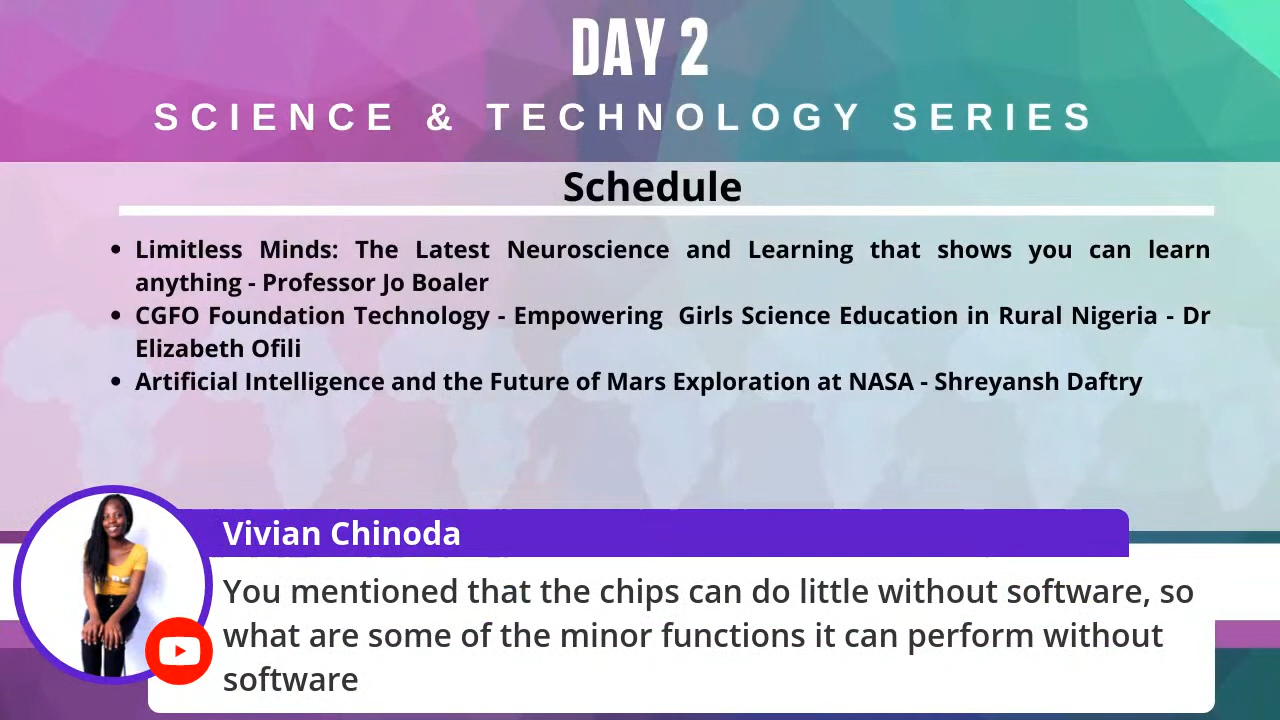 DAY 2
SCIENCE & TECHNOLOGY SERIES
Schedule
• Limitless Minds: The Latest Neuroscience and Learning that shows you can learn
anything - Professor Jo Boaler
• CGFO Foundation Technology - Empowering Girls Science Education in Rural Nigeria - Dr
Elizabeth Ofili
• Artificial Intelligence and the Future of Mars Exploration at NASA - Shreyansh Daftry
Vivian Chinoda
You mentioned that the chips can do little without software, so
what are some of the minor functions it can perform without
software